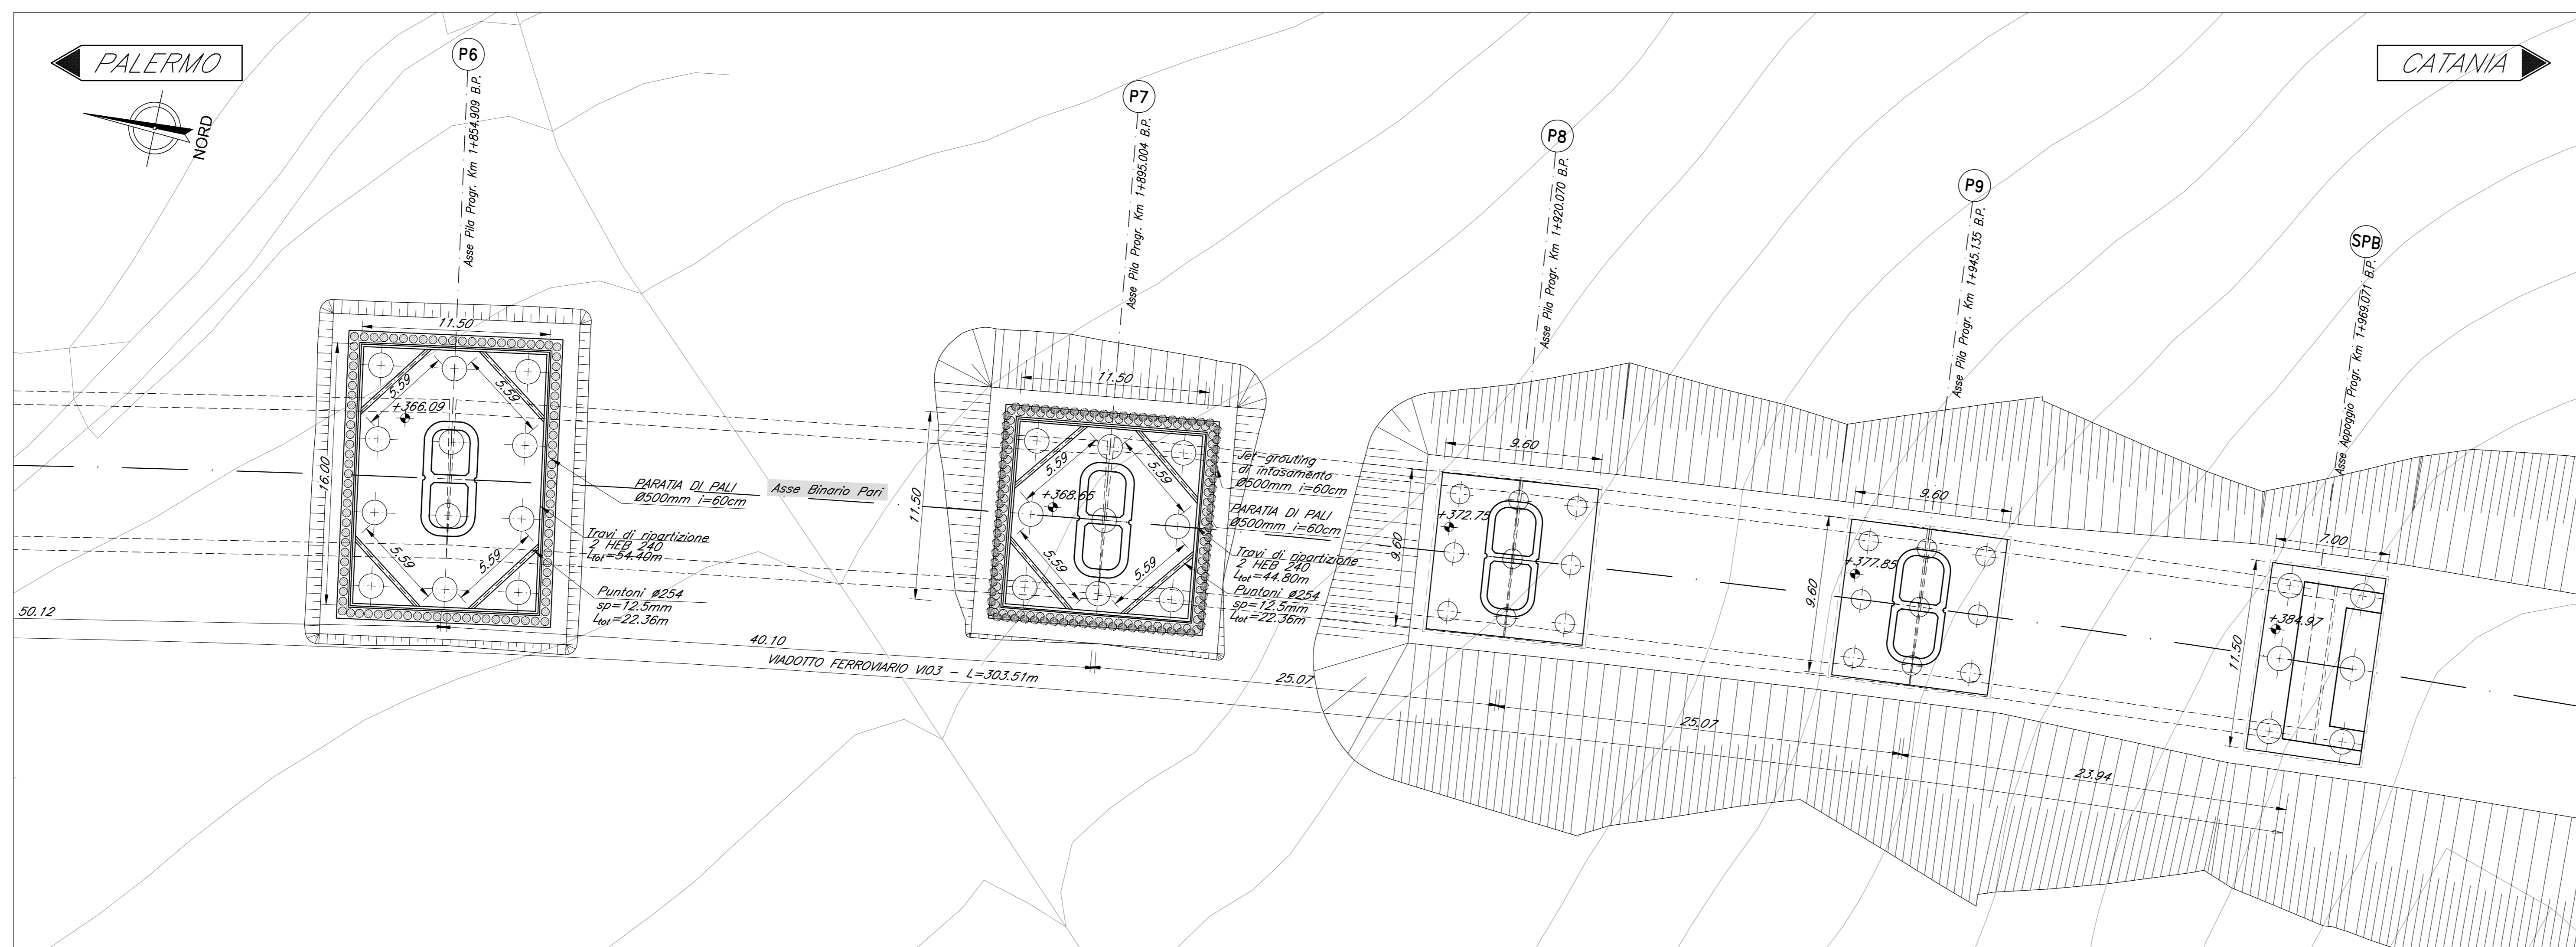 PALERMO
NORD
CATANIA
P6
Asse Pila Progr. Km 1+854.909 B.P.
P7
Asse Pila Progr. Km 1+895.004 B.P.
P8
Asse Pila Progr. Km 1+920.070 B.P.
P9
Asse Pila Progr. Km 1+945.135 B.P.
SPB
Asse Appoggio Progr. Km 1+969.071 B.P.
11.50
16.00
5.59
5.59
+366.09
5.59
5.59
PARATIA DI PALI
Ø500mm i=60cm
Travi di ripartizione
2 HEB 240
Ltot=54.40m
Puntoni ø254
sp=12.5mm
Ltot=22.36m
Asse Binario Pari
11.50
11.50
5.59
5.59
+368.65
5.59
5.59
Jet-grouting
di intasamento
Ø500mm i=60cm
PARATIA DI PALI
Ø500mm i=60cm
Travi di ripartizione
2 HEB 240
Ltot=44.80m
Puntoni ø254
sp=12.5mm
Ltot=22.36m
9.60
9.60
+372.75
9.60
9.60
+377.85
7.00
11.50
+384.97
50.12
40.10
25.07
25.07
23.94
VIADOTTO FERROVIARIO VI03 - L=303.51m